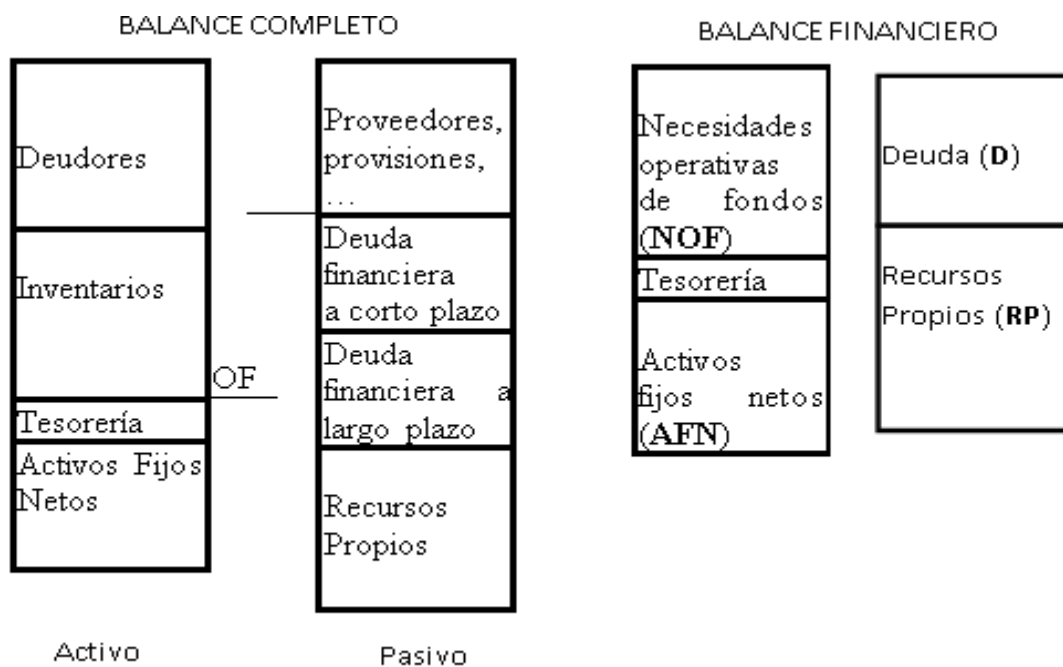 BALANCE COMPLETO
Deudores
Inventarios
OF
Tesorería
Activos Fijos
Netos
Activo
Proveedores,
provisiones,
...
Deuda
financiera
a corto plazo
Deuda
financiera a
largo plazo
Recursos
Propios
Pasivo
BALANCE FINANCIERO
Necesidades
operativas
de fondos
(NOF)
Tesorería
Activos
fijos netos
(AFN)
Deuda (D)
Recursos
Propios (RP)